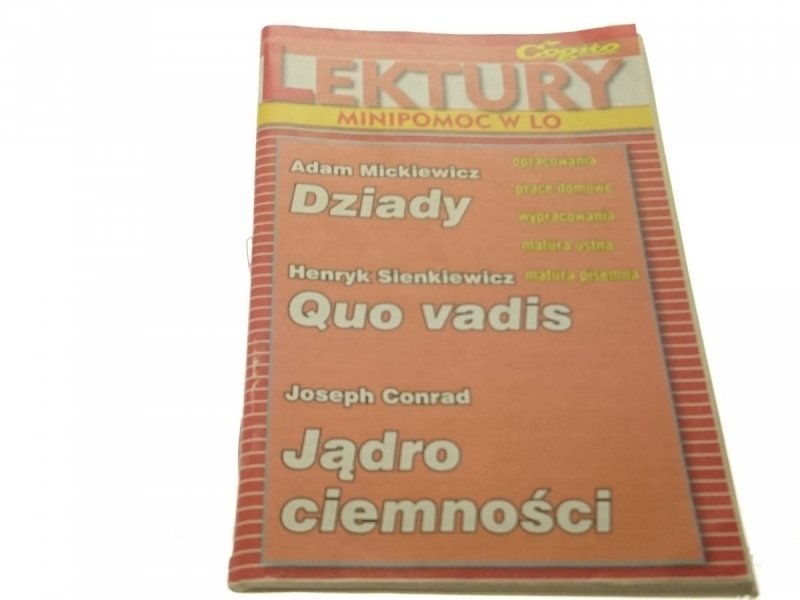 Cogito
LEKTURY
MINIPOMOC W LO
Adam Mickiewicz
Dziady
opracowania
prace domowe
wypracowania
matura ustna
matura pisemna
Henryk Sienkiewicz
Quo vadis
Joseph Conrad
Jądro
ciemności